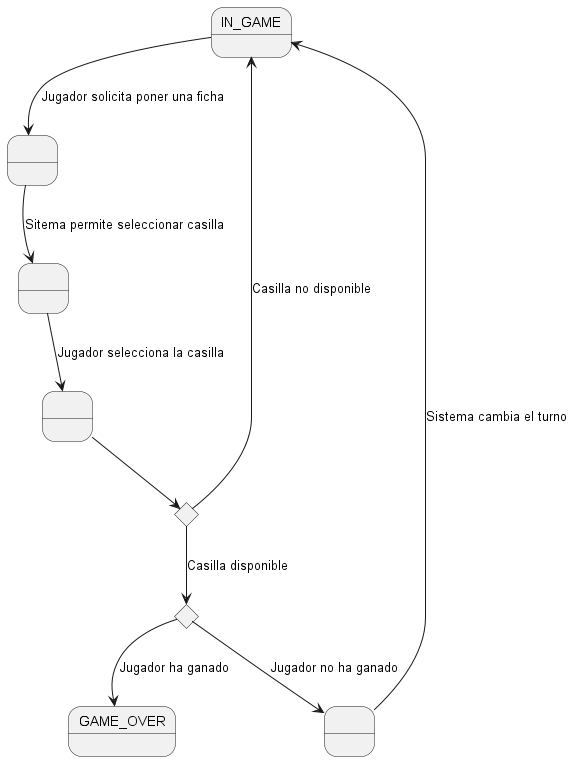 IN_GAME
Jugador solicita poner una ficha
Sitema permite seleccionar casilla
Casilla no disponible
Jugador selecciona la casilla
Sistema cambia el turno
Casilla disponible
Jugador ha ganado
Jugador no ha ganado
GAME_OVER